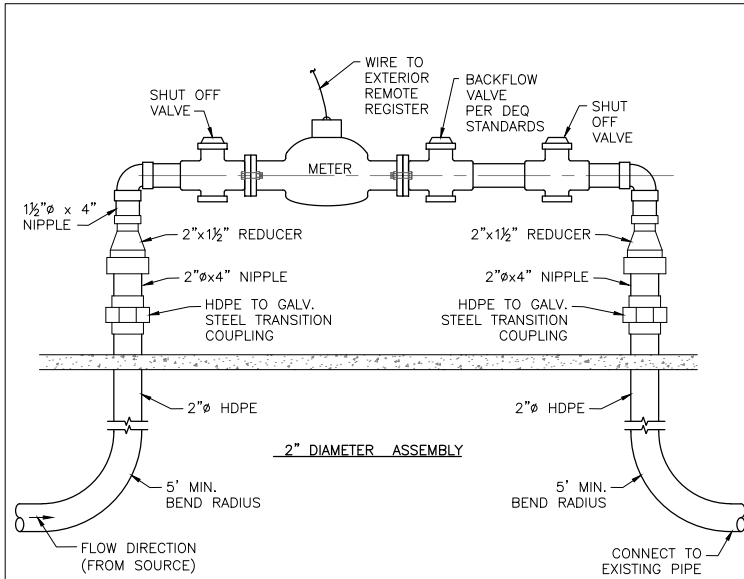 WIRE TO
EXTERIOR
REMOTE
REGISTER
BACKFLOW
VALVE
PER DEQ
STANDARDS
SHUT OFF
VALVE
SHUT
OFF
VALVE
METER
1½"ø x 4"
NIPPLE
2"x1½" REDUCER
2"x1½" REDUCER
2"øx4" NIPPLE
2"øx4" NIPPLE
HDPE TO GALV.
STEEL TRANSITION
COUPLING
HDPE TO GALV.
STEEL TRANSITION
COUPLING
2"ø HDPE
2"ø HDPE
2" DIAMETER ASSEMBLY
5' MIN.
BEND RADIUS
5' MIN.
BEND RADIUS
FLOW DIRECTION
(FROM SOURCE)
CONNECT TO
EXISTING PIPE